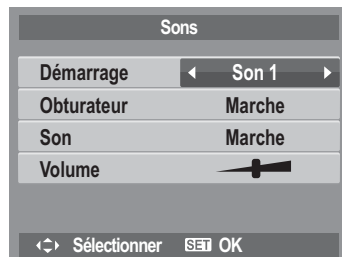 Sons
Démarrage Son 1
Obturateur Marche
Son Marche
Volume
Sélectionner SET OK